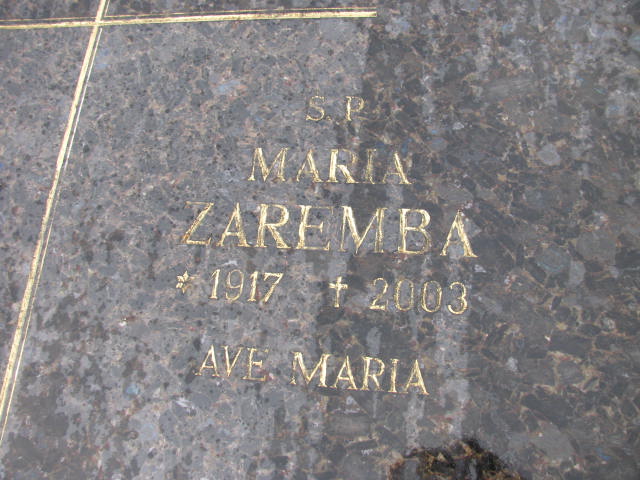 S. P.
MARIA
ZAREMBA
* 1917 † 2003
AVE MARIA